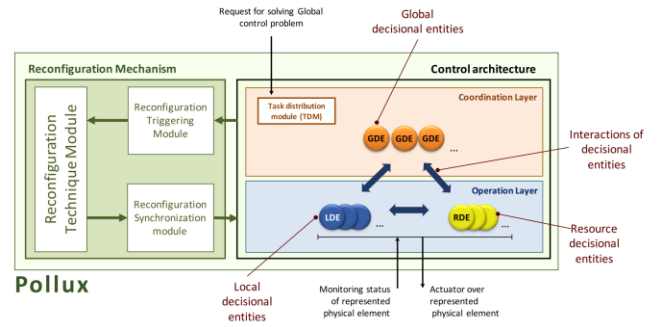 Request for solving Global
control problem
Global
decisional entities
Reconfiguration Mechanism
Control architecture
Coordination Layer
Task distribution
module (TDM)
GDE GDE GDE ...
Reconfiguration
Technique Module
Reconfiguration
Triggering
Module
Reconfiguration
Synchronization
module
Interactions of
decisional
entities
Operation Layer
LDE ...
RDE ...
Resource
decisional
entities
Pollux
Local
decisional
entities
Monitoring status
of represented
physical element
Actuator over
represented
physical element